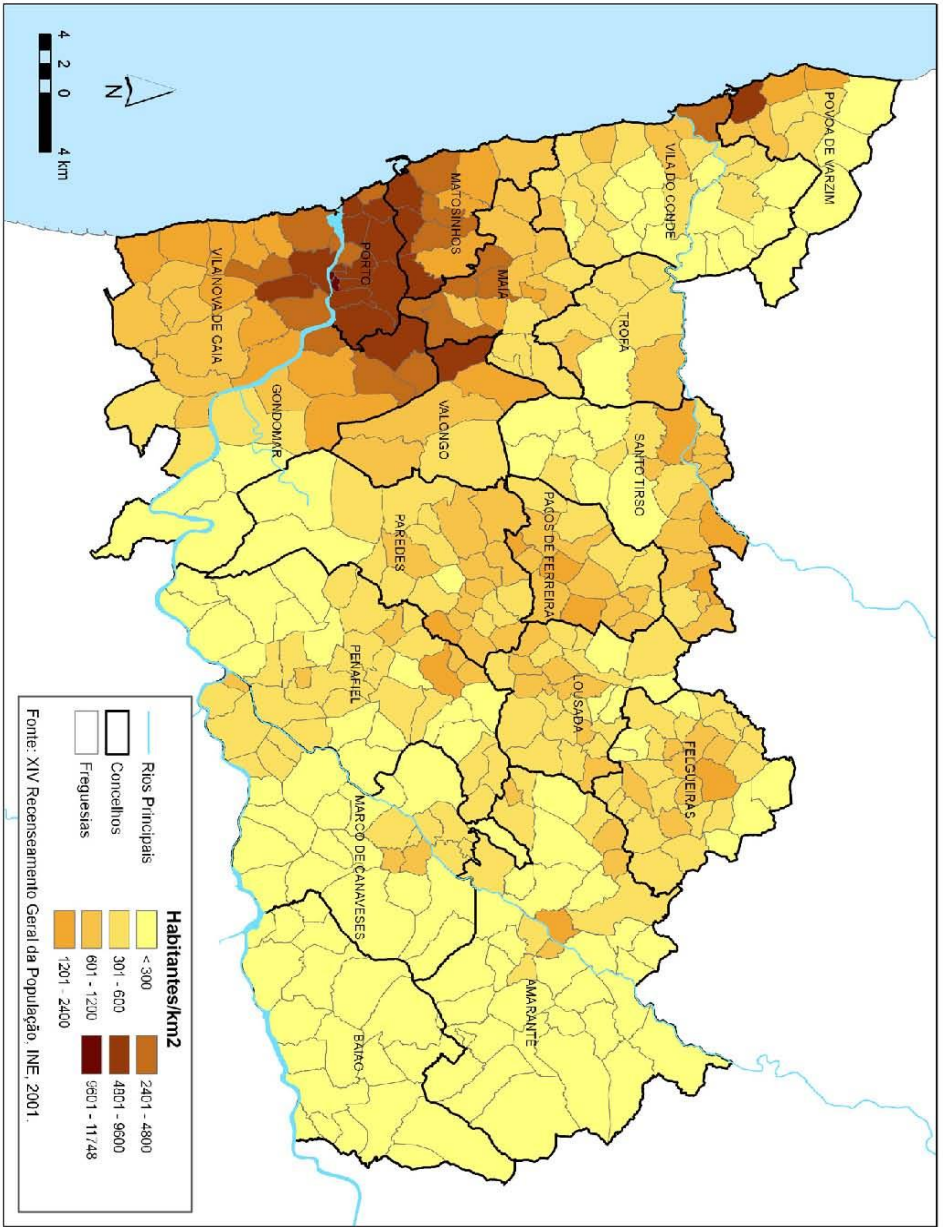 POVOA DE VARZIM
VILA DO CONDE
TROFA
SANTO TIRSO
MATOSINHOS
MAIA
VALONGO
PAÇOS DE FERREIRA
LOUSADA
FELGUEIRAS
PORTO
GONDOMAR
PAREDES
PENAFIEL
VILA NOVA DE GAIA
MARCO DE CANAVESES
AMARANTE
BAIAO
N
4 2 0 4 km
Rios Principais
Concelhos
Freguesias
Habitantes/km2
< 300
301 - 600
601 - 1200
1201 - 2400
2401 - 4800
4801 - 9600
9601 - 11748
Fonte: XIV Recenseamento Geral da População, INE, 2001.